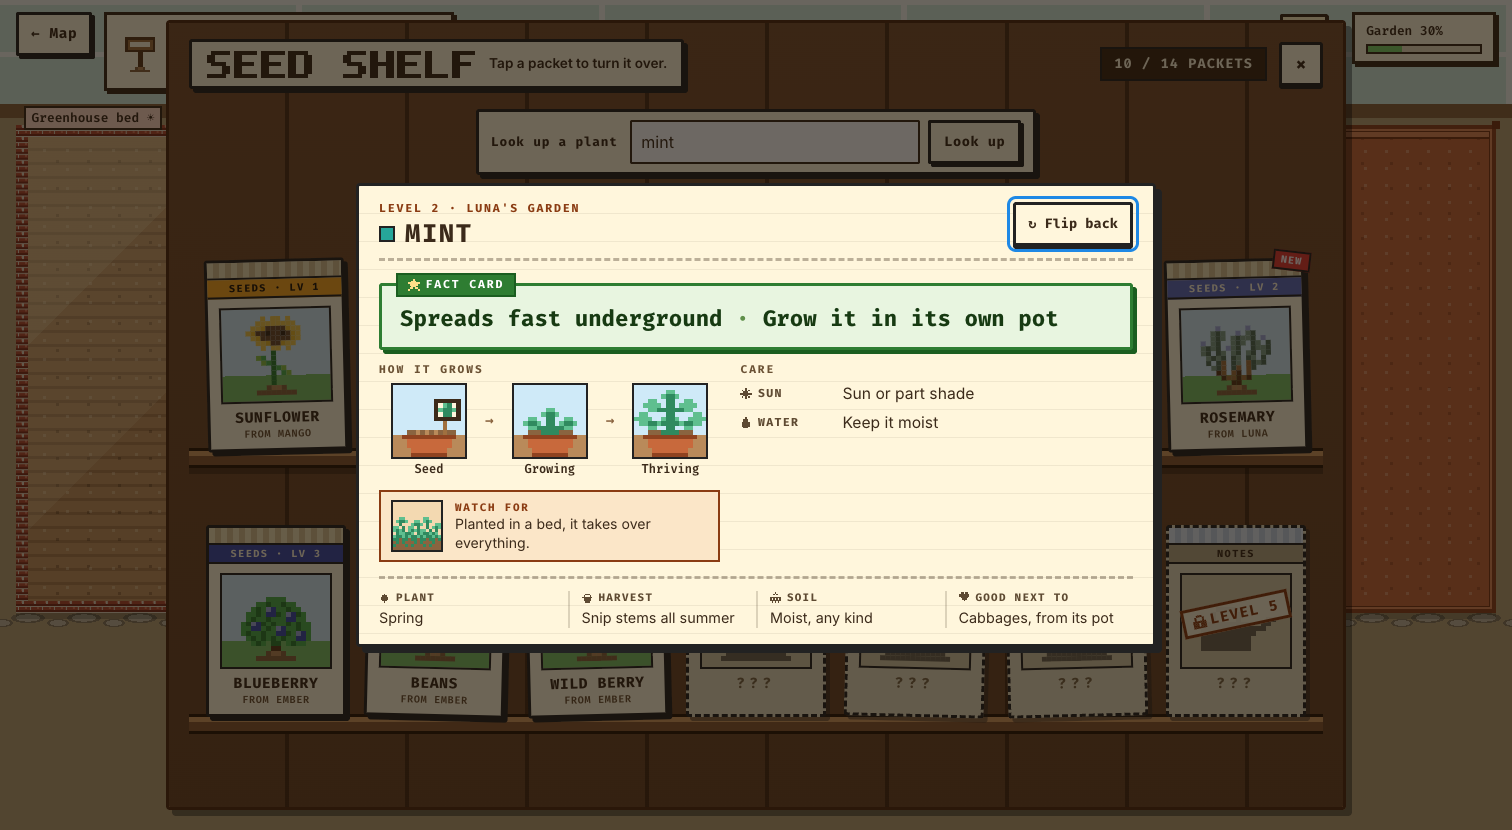 ← Map
Garden 30%
SEED SHELF
Tap a packet to turn it over.
10 / 14 PACKETS
×
Greenhouse bed ☀
Look up a plant
mint
Look up
LEVEL 2 · LUNA'S GARDEN
MINT
↻ Flip back
FACT CARD
Spreads fast underground · Grow it in its own pot
HOW IT GROWS
→
→
Seed
Growing
Thriving
CARE
SUN
Sun or part shade
WATER
Keep it moist
WATCH FOR
Planted in a bed, it takes over
everything.
PLANT
Spring
HARVEST
Snip stems all summer
SOIL
Moist, any kind
GOOD NEXT TO
Cabbages, from its pot
SEEDS · LV 1
SUNFLOWER
FROM MANGO
NEW
SEEDS · LV 2
ROSEMARY
FROM LUNA
SEEDS · LV 3
BLUEBERRY
FROM EMBER
BEANS
FROM EMBER
WILD BERRY
FROM EMBER
???
???
???
NOTES
LEVEL 5
???